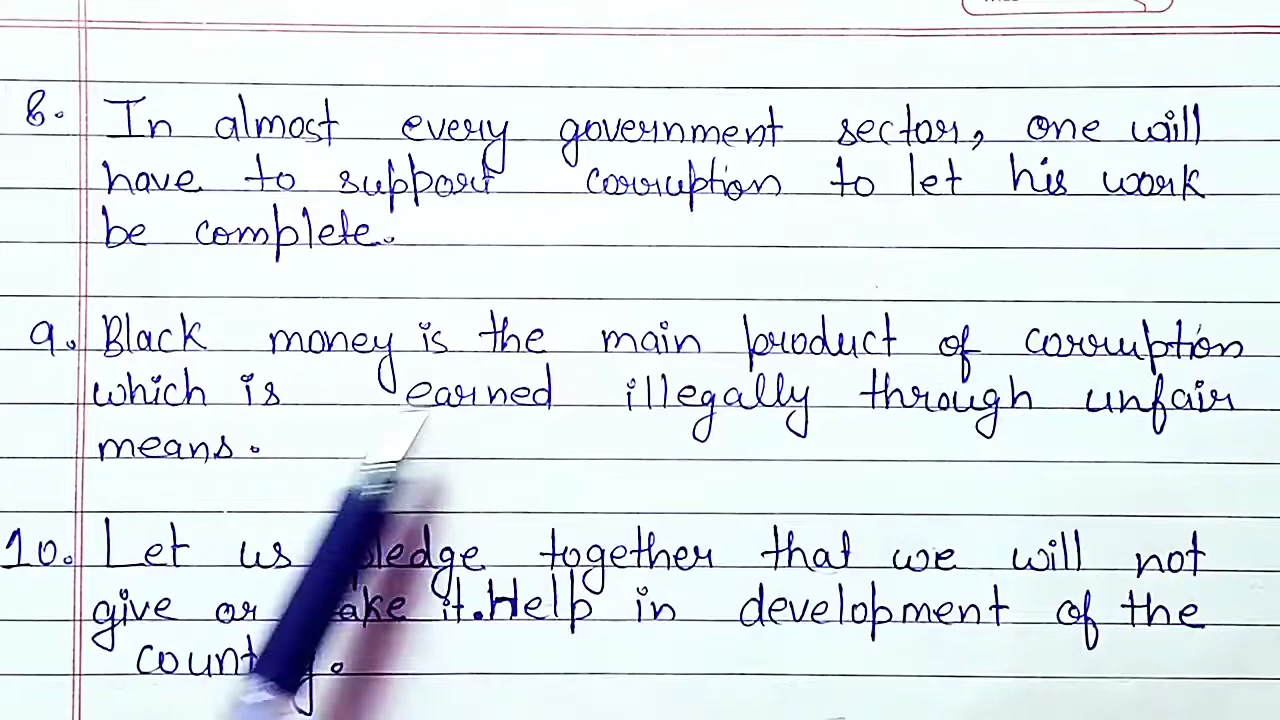 8. In almost every government sector, one will
have to support corruption to let his work
be complete.
9. Black money is the main product of corruption
which is earned illegally through unfair
means.
10. Let us pledge together that we will not
give or take it. Help in development of the
country.